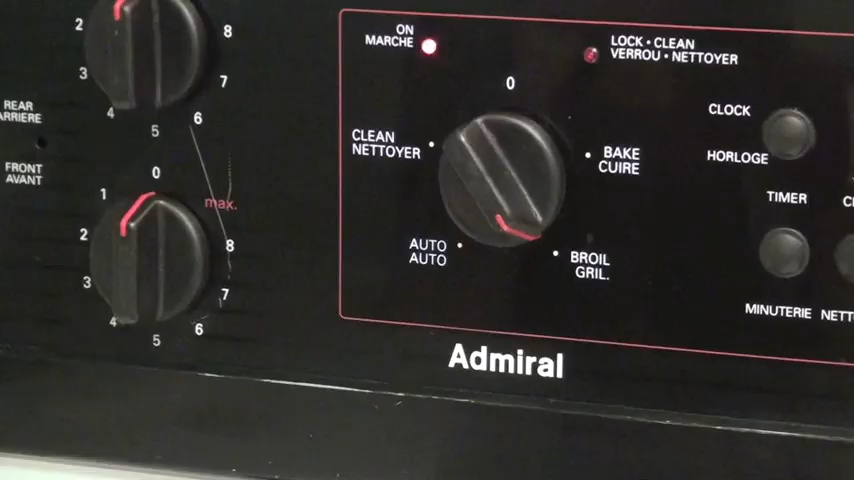 2
8
3
7
4
5
6
REAR
ARRIERE
FRONT
AVANT
0
1
max.
2
8
3
7
4
5
6
ON
MARCHE
LOCK • CLEAN
VERROU • NETTOYER
0
CLEAN
NETTOYER
BAKE
CUIRE
AUTO
AUTO
BROIL
GRIL.
CLOCK
HORLOGE
TIMER
MINUTERIE
Admiral